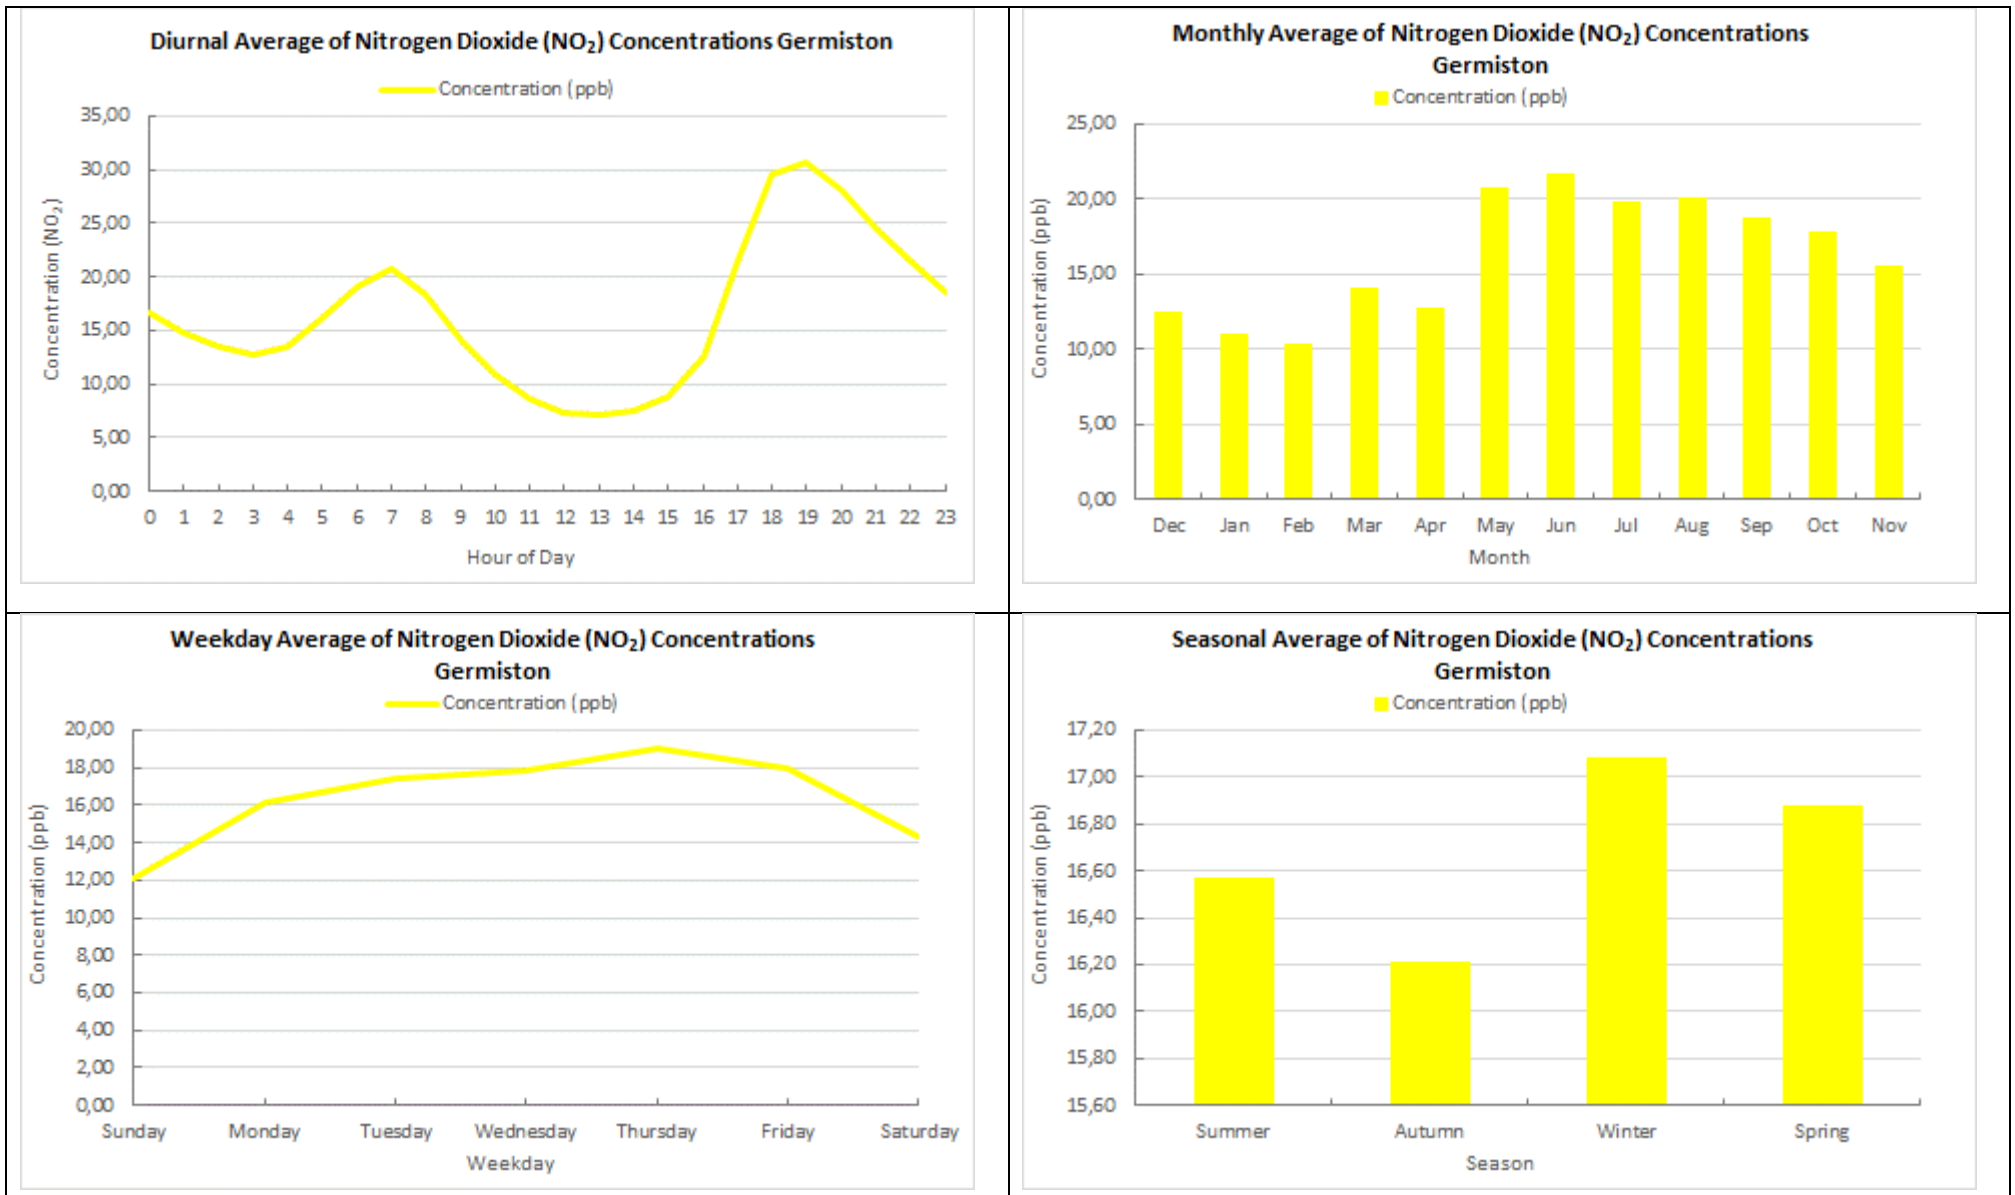 Diurnal Average of Nitrogen Dioxide (NO₂) Concentrations Germiston
Concentration (ppb)
35,00
30,00
25,00
20,00
15,00
10,00
5,00
0,00
Concentration (NO₂)
0 1 2 3 4 5 6 7 8 9 10 11 12 13 14 15 16 17 18 19 20 21 22 23
Hour of Day
Monthly Average of Nitrogen Dioxide (NO₂) Concentrations
Germiston
Concentration (ppb)
25,00
20,00
15,00
10,00
5,00
0,00
Concentration (ppb)
Dec Jan Feb Mar Apr May Jun Jul Aug Sep Oct Nov
Month
Weekday Average of Nitrogen Dioxide (NO₂) Concentrations
Germiston
Concentration (ppb)
20,00
18,00
16,00
14,00
12,00
10,00
8,00
6,00
4,00
2,00
0,00
Concentration (ppb)
Sunday Monday Tuesday Wednesday Thursday Friday Saturday
Weekday
Seasonal Average of Nitrogen Dioxide (NO₂) Concentrations
Germiston
Concentration (ppb)
17,20
17,00
16,80
16,60
16,40
16,20
16,00
15,80
15,60
Concentration (ppb)
Summer Autumn Winter Spring
Season